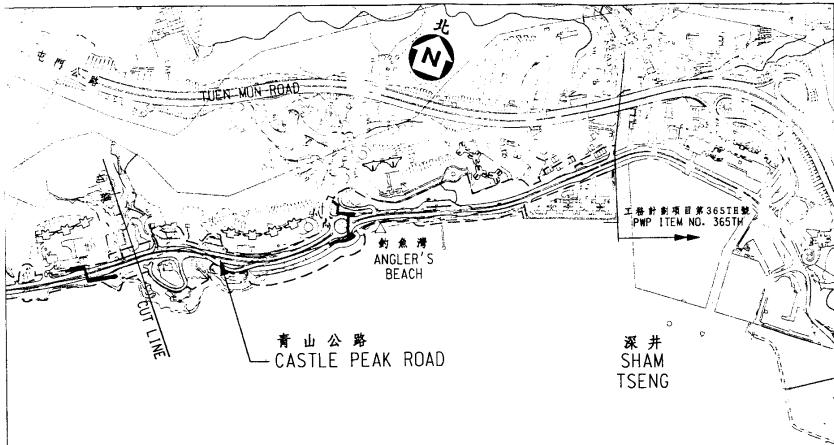 北
N
屯門公路
TUEN MUN ROAD
工務計劃項目第365TH號
PWP ITEM NO. 365TH
釣魚灣
ANGLER'S
BEACH
CUT LINE
青山公路
CASTLE PEAK ROAD
深井
SHAM
TSENG